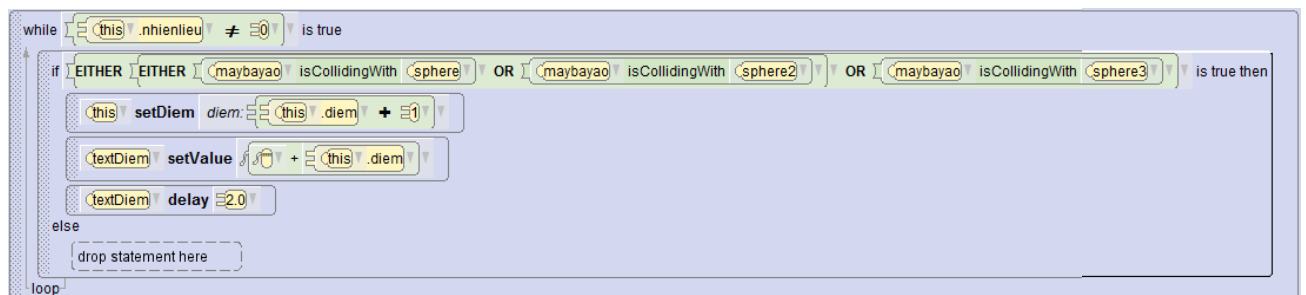 while this .nhienlieu ≠ 0 is true
if EITHER EITHER maybayao isCollidingWith sphere OR maybayao isCollidingWith sphere2 OR maybayao isCollidingWith sphere3 is true then
this setDiem diem: this .diem + 1
textDiem setValue + this .diem
textDiem delay 2.0
else
drop statement here
loop